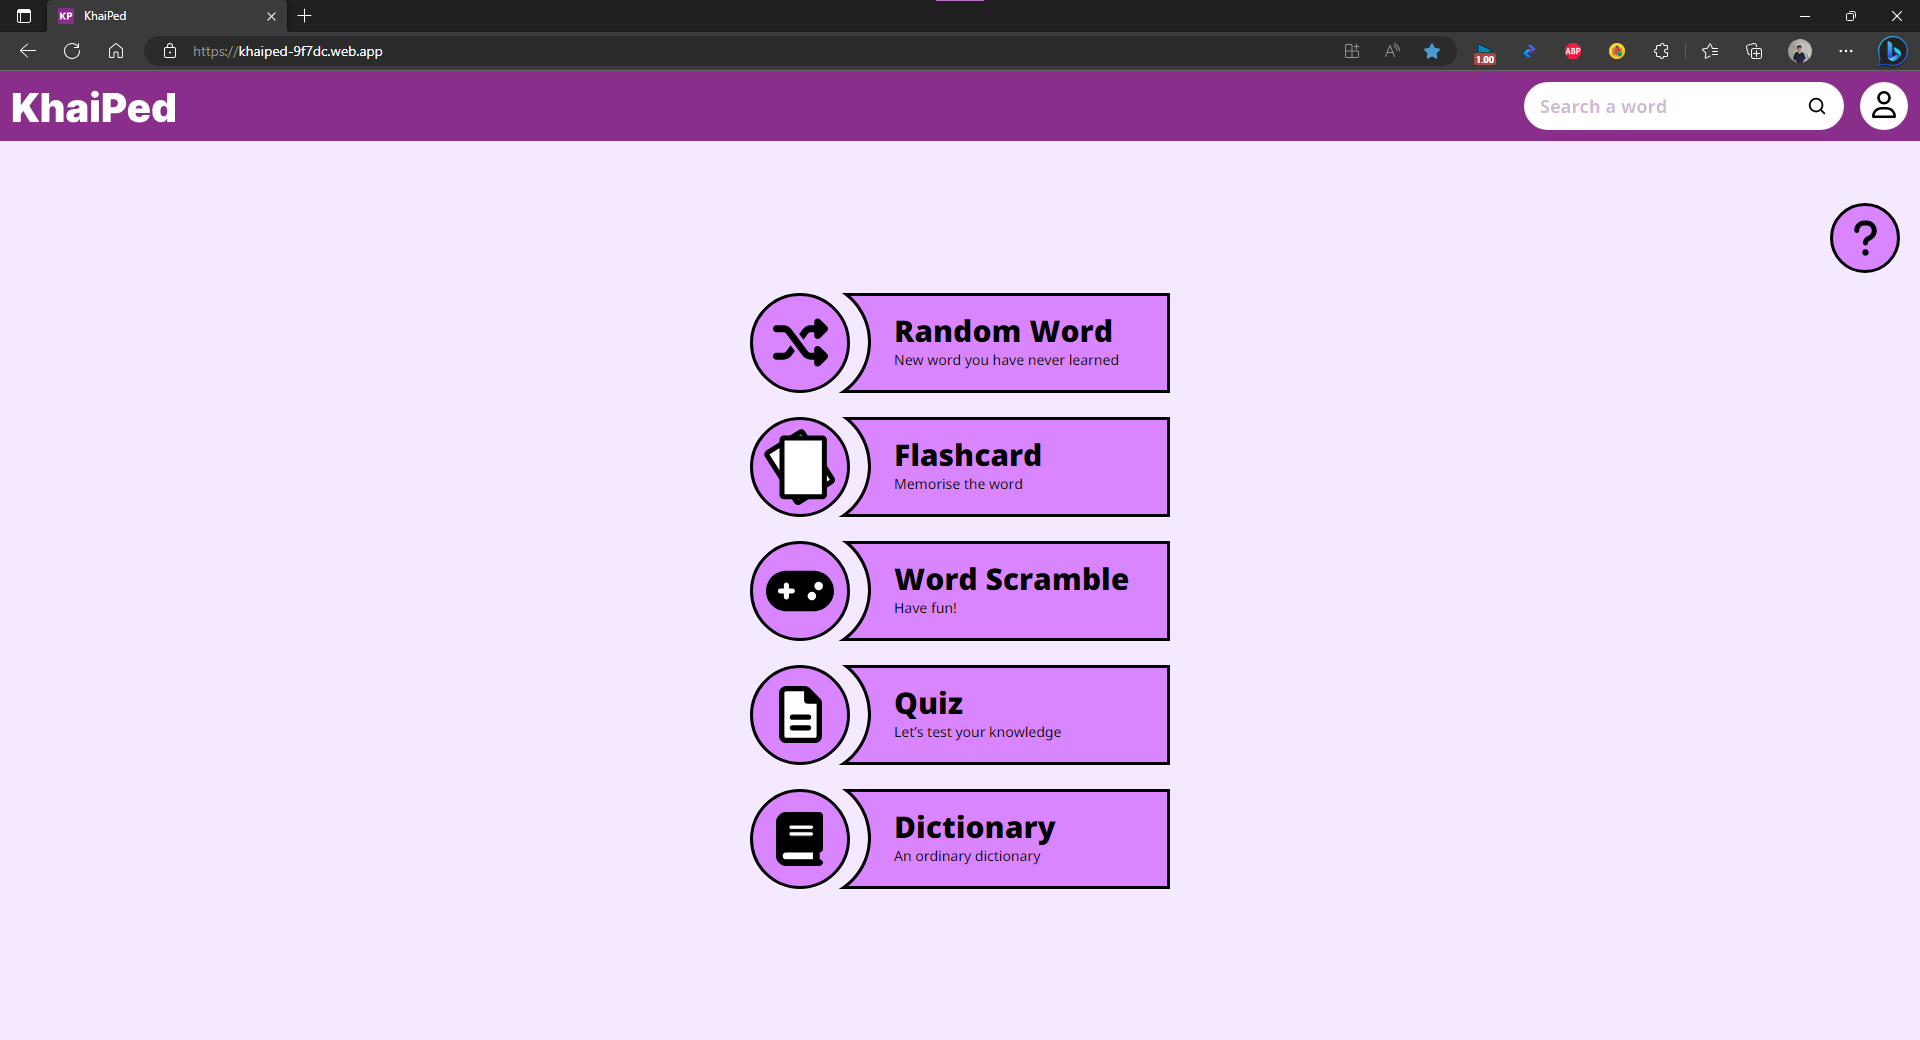 KP KhaiPed
https://khaiped-9f7dc.web.app
1.00
ABP
KhaiPed
Search a word
?
Random Word
New word you have never learned
Flashcard
Memorise the word
Word Scramble
Have fun!
Quiz
Let's test your knowledge
Dictionary
An ordinary dictionary